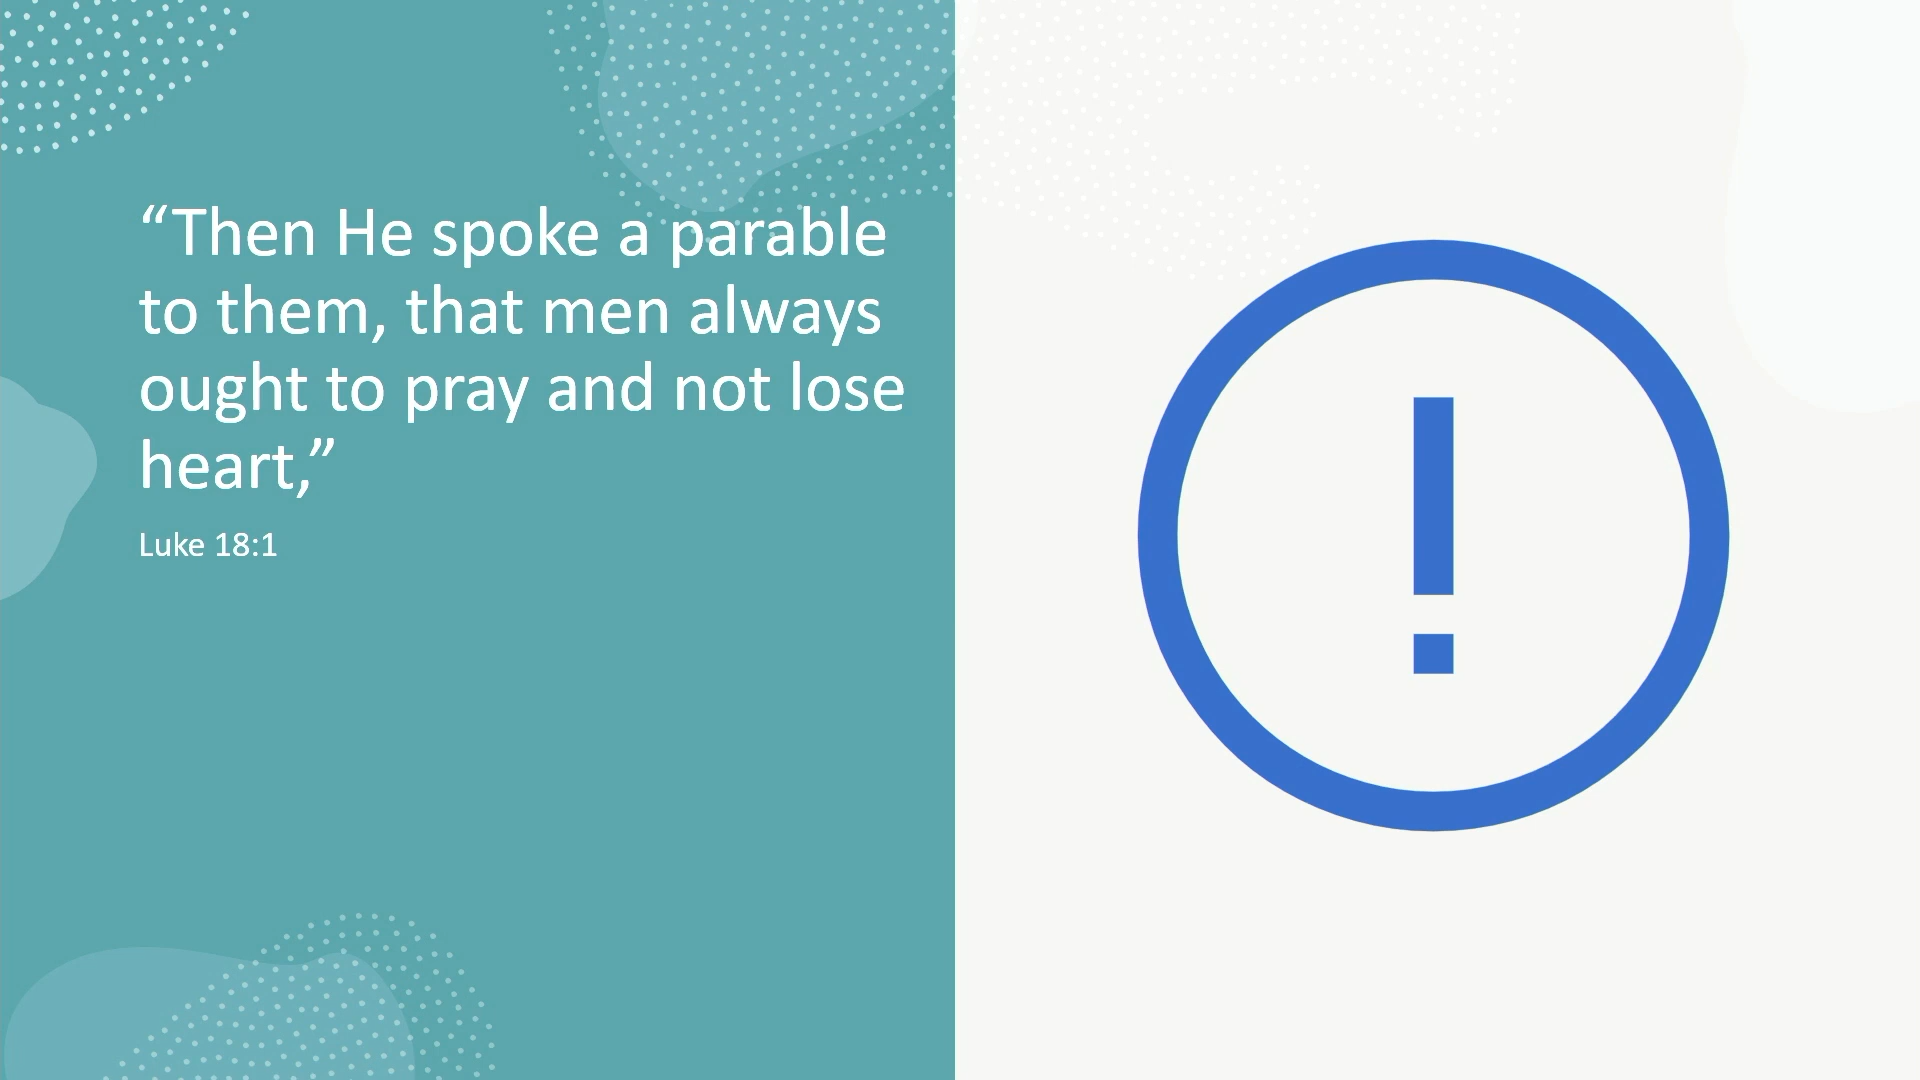 “Then He spoke a parable
to them, that men always
ought to pray and not lose
heart,”
Luke 18:1
!